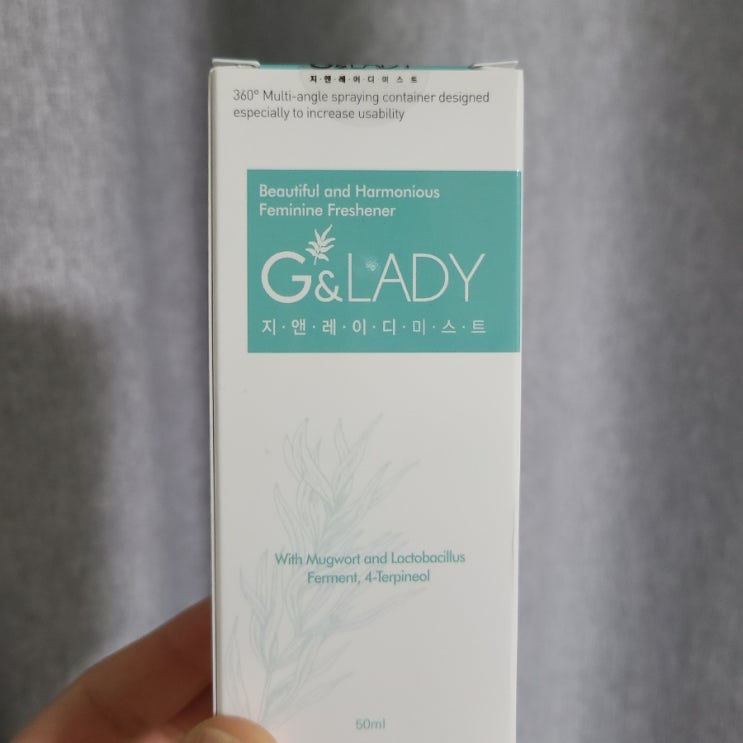 G&LADY
지·앤·레·이·디·미·스·트
360° Multi-angle spraying container designed
especially to increase usability
Beautiful and Harmonious
Feminine Freshener
G&LADY
지·앤·레·이·디·미·스·트
With Mugwort and Lactobacillus
Ferment, 4-Terpineol
50ml